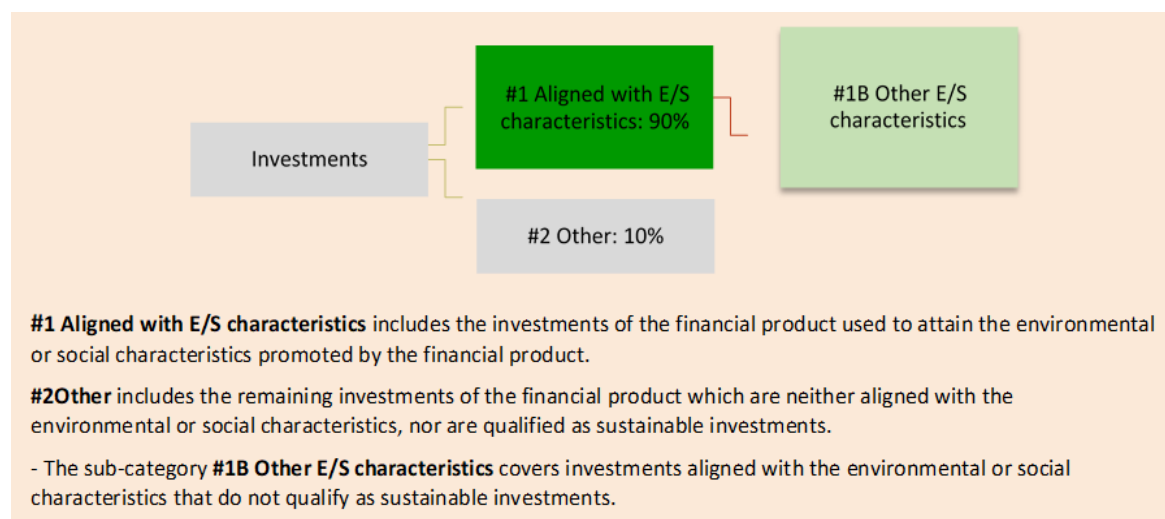 #1 Aligned with E/S
characteristics: 90%
#1B Other E/S
characteristics
Investments
#2 Other: 10%
#1 Aligned with E/S characteristics includes the investments of the financial product used to attain the environmental
or social characteristics promoted by the financial product.
#2Other includes the remaining investments of the financial product which are neither aligned with the
environmental or social characteristics, nor are qualified as sustainable investments.
- The sub-category #1B Other E/S characteristics covers investments aligned with the environmental or social
characteristics that do not qualify as sustainable investments.